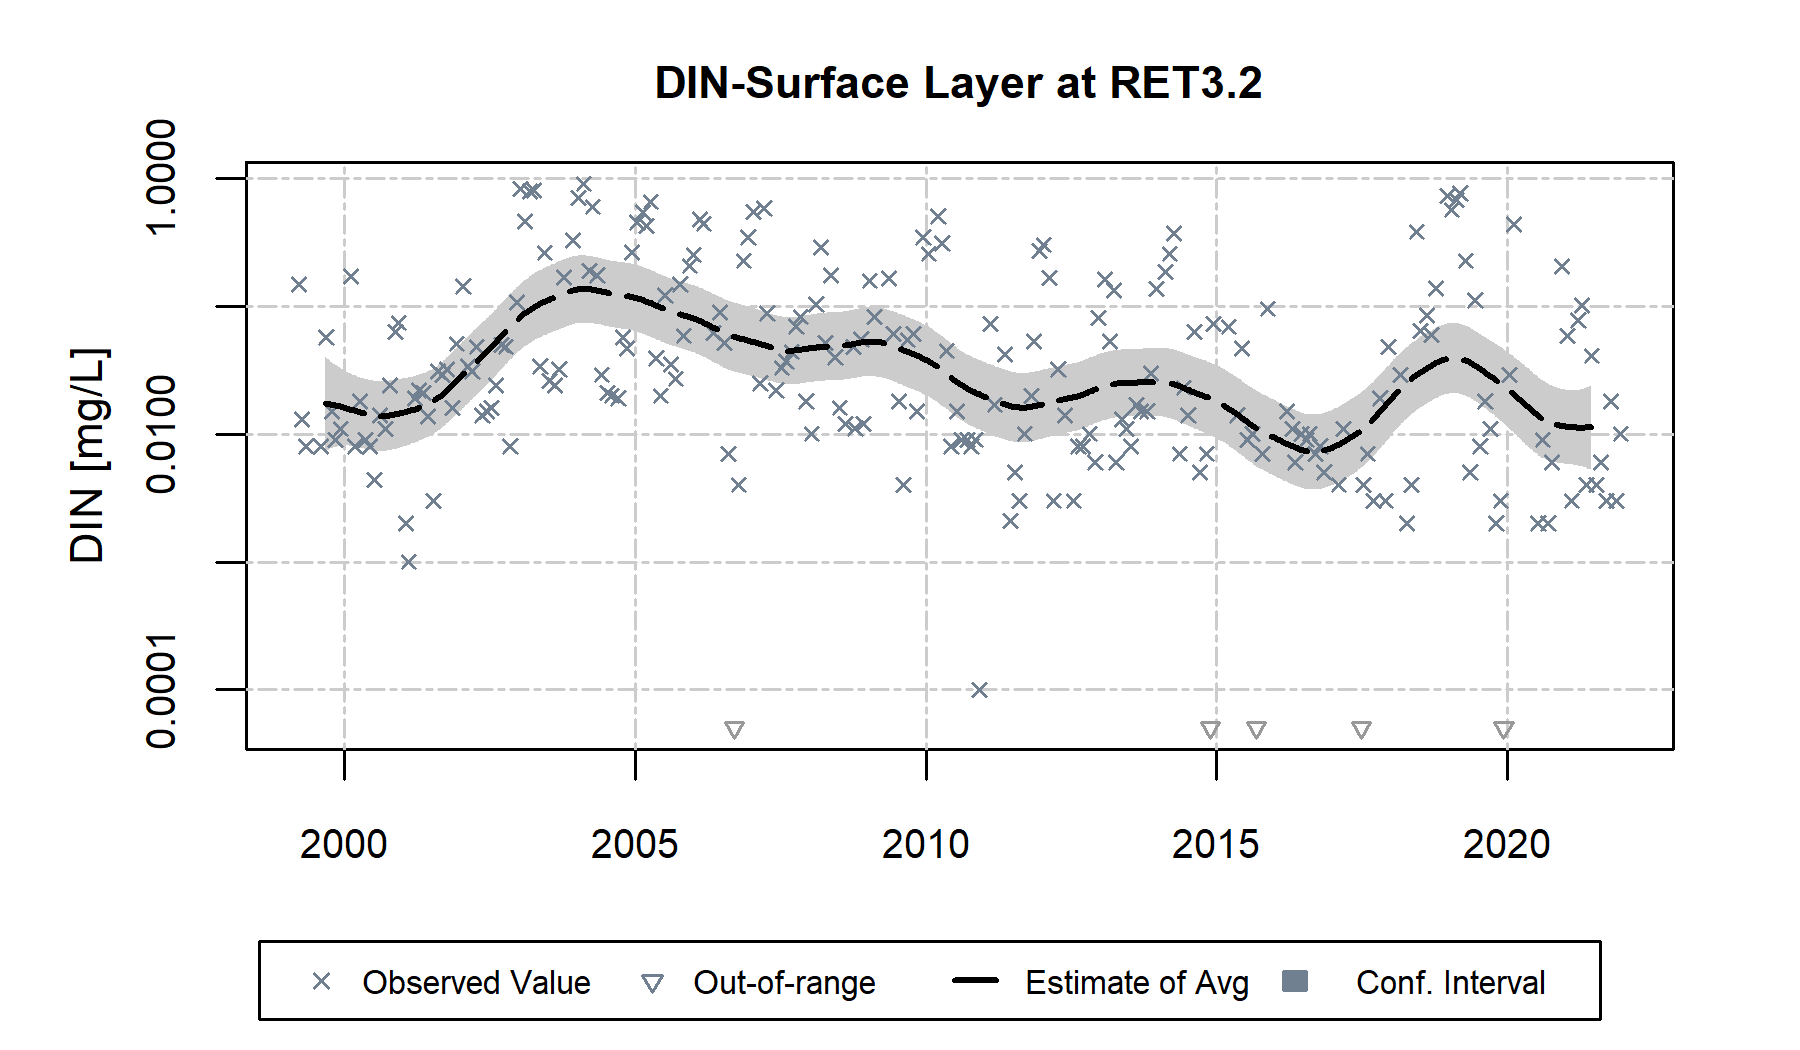 DIN-Surface Layer at RET3.2
DIN [mg/L]
1.0000
0.0100
0.0001
2000 2005 2010 2015 2020
Observed Value Out-of-range Estimate of Avg Conf. Interval